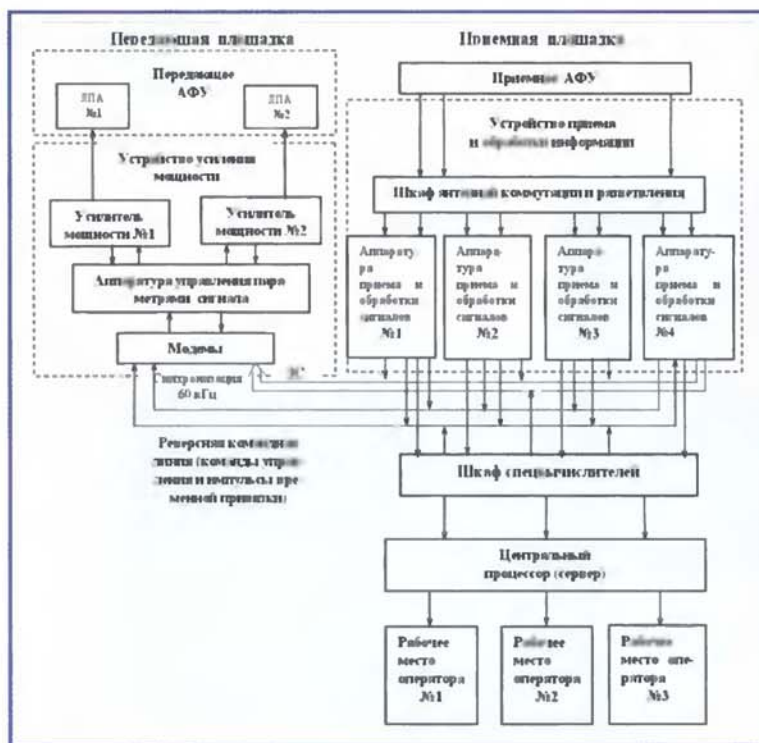 Передающая площадка
Приемная площадка
Передающее
АФУ
ЛПА
№1
ЛПА
№2
Устройство усиления
мощности
Усилитель
мощности №1
Усилитель
мощности №2
Аппаратура управления пара
метрами сигнала
Модемы
Синхронизация
60 кГц
Реверсная командная
линия (команды управ-
ления и импульсы вре
менной привязки)
Приемное АФУ
Устройство приема
и обработки информации
Шкаф антенной коммутации и разветвления
Аппарату-
ра
приема и
обработки
сигналов
№1
Аппара-
тура
приема и
обработки
сигналов
№2
Аппара-
тура
приема и
обработки
сигналов
№3
Аппарату-
ра
приема и
обработки
сигналов
№4
Шкаф спецвычислителей
Центральный
процессор (сервер)
Рабочее
место
оператора
№1
Рабочее
место
оператора
№2
Рабочее
место опе-
ратора
№3